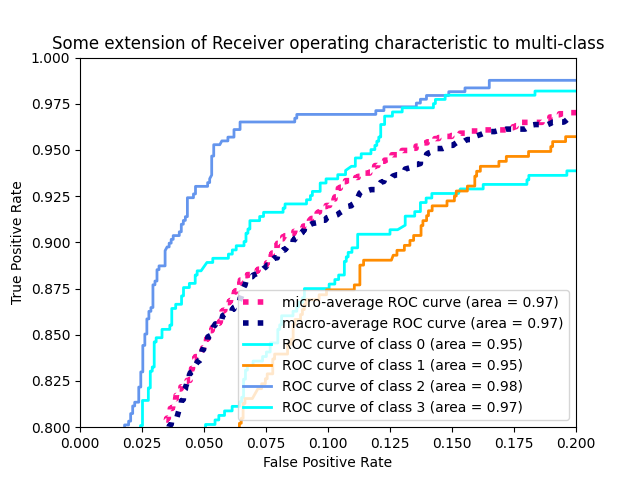 Some extension of Receiver operating characteristic to multi-class
1.000
0.975
0.950
0.925
0.900
0.875
0.850
0.825
0.800
True Positive Rate
micro-average ROC curve (area = 0.97)
macro-average ROC curve (area = 0.97)
ROC curve of class 0 (area = 0.95)
ROC curve of class 1 (area = 0.95)
ROC curve of class 2 (area = 0.98)
ROC curve of class 3 (area = 0.97)
0.000 0.025 0.050 0.075 0.100 0.125 0.150 0.175 0.200
False Positive Rate